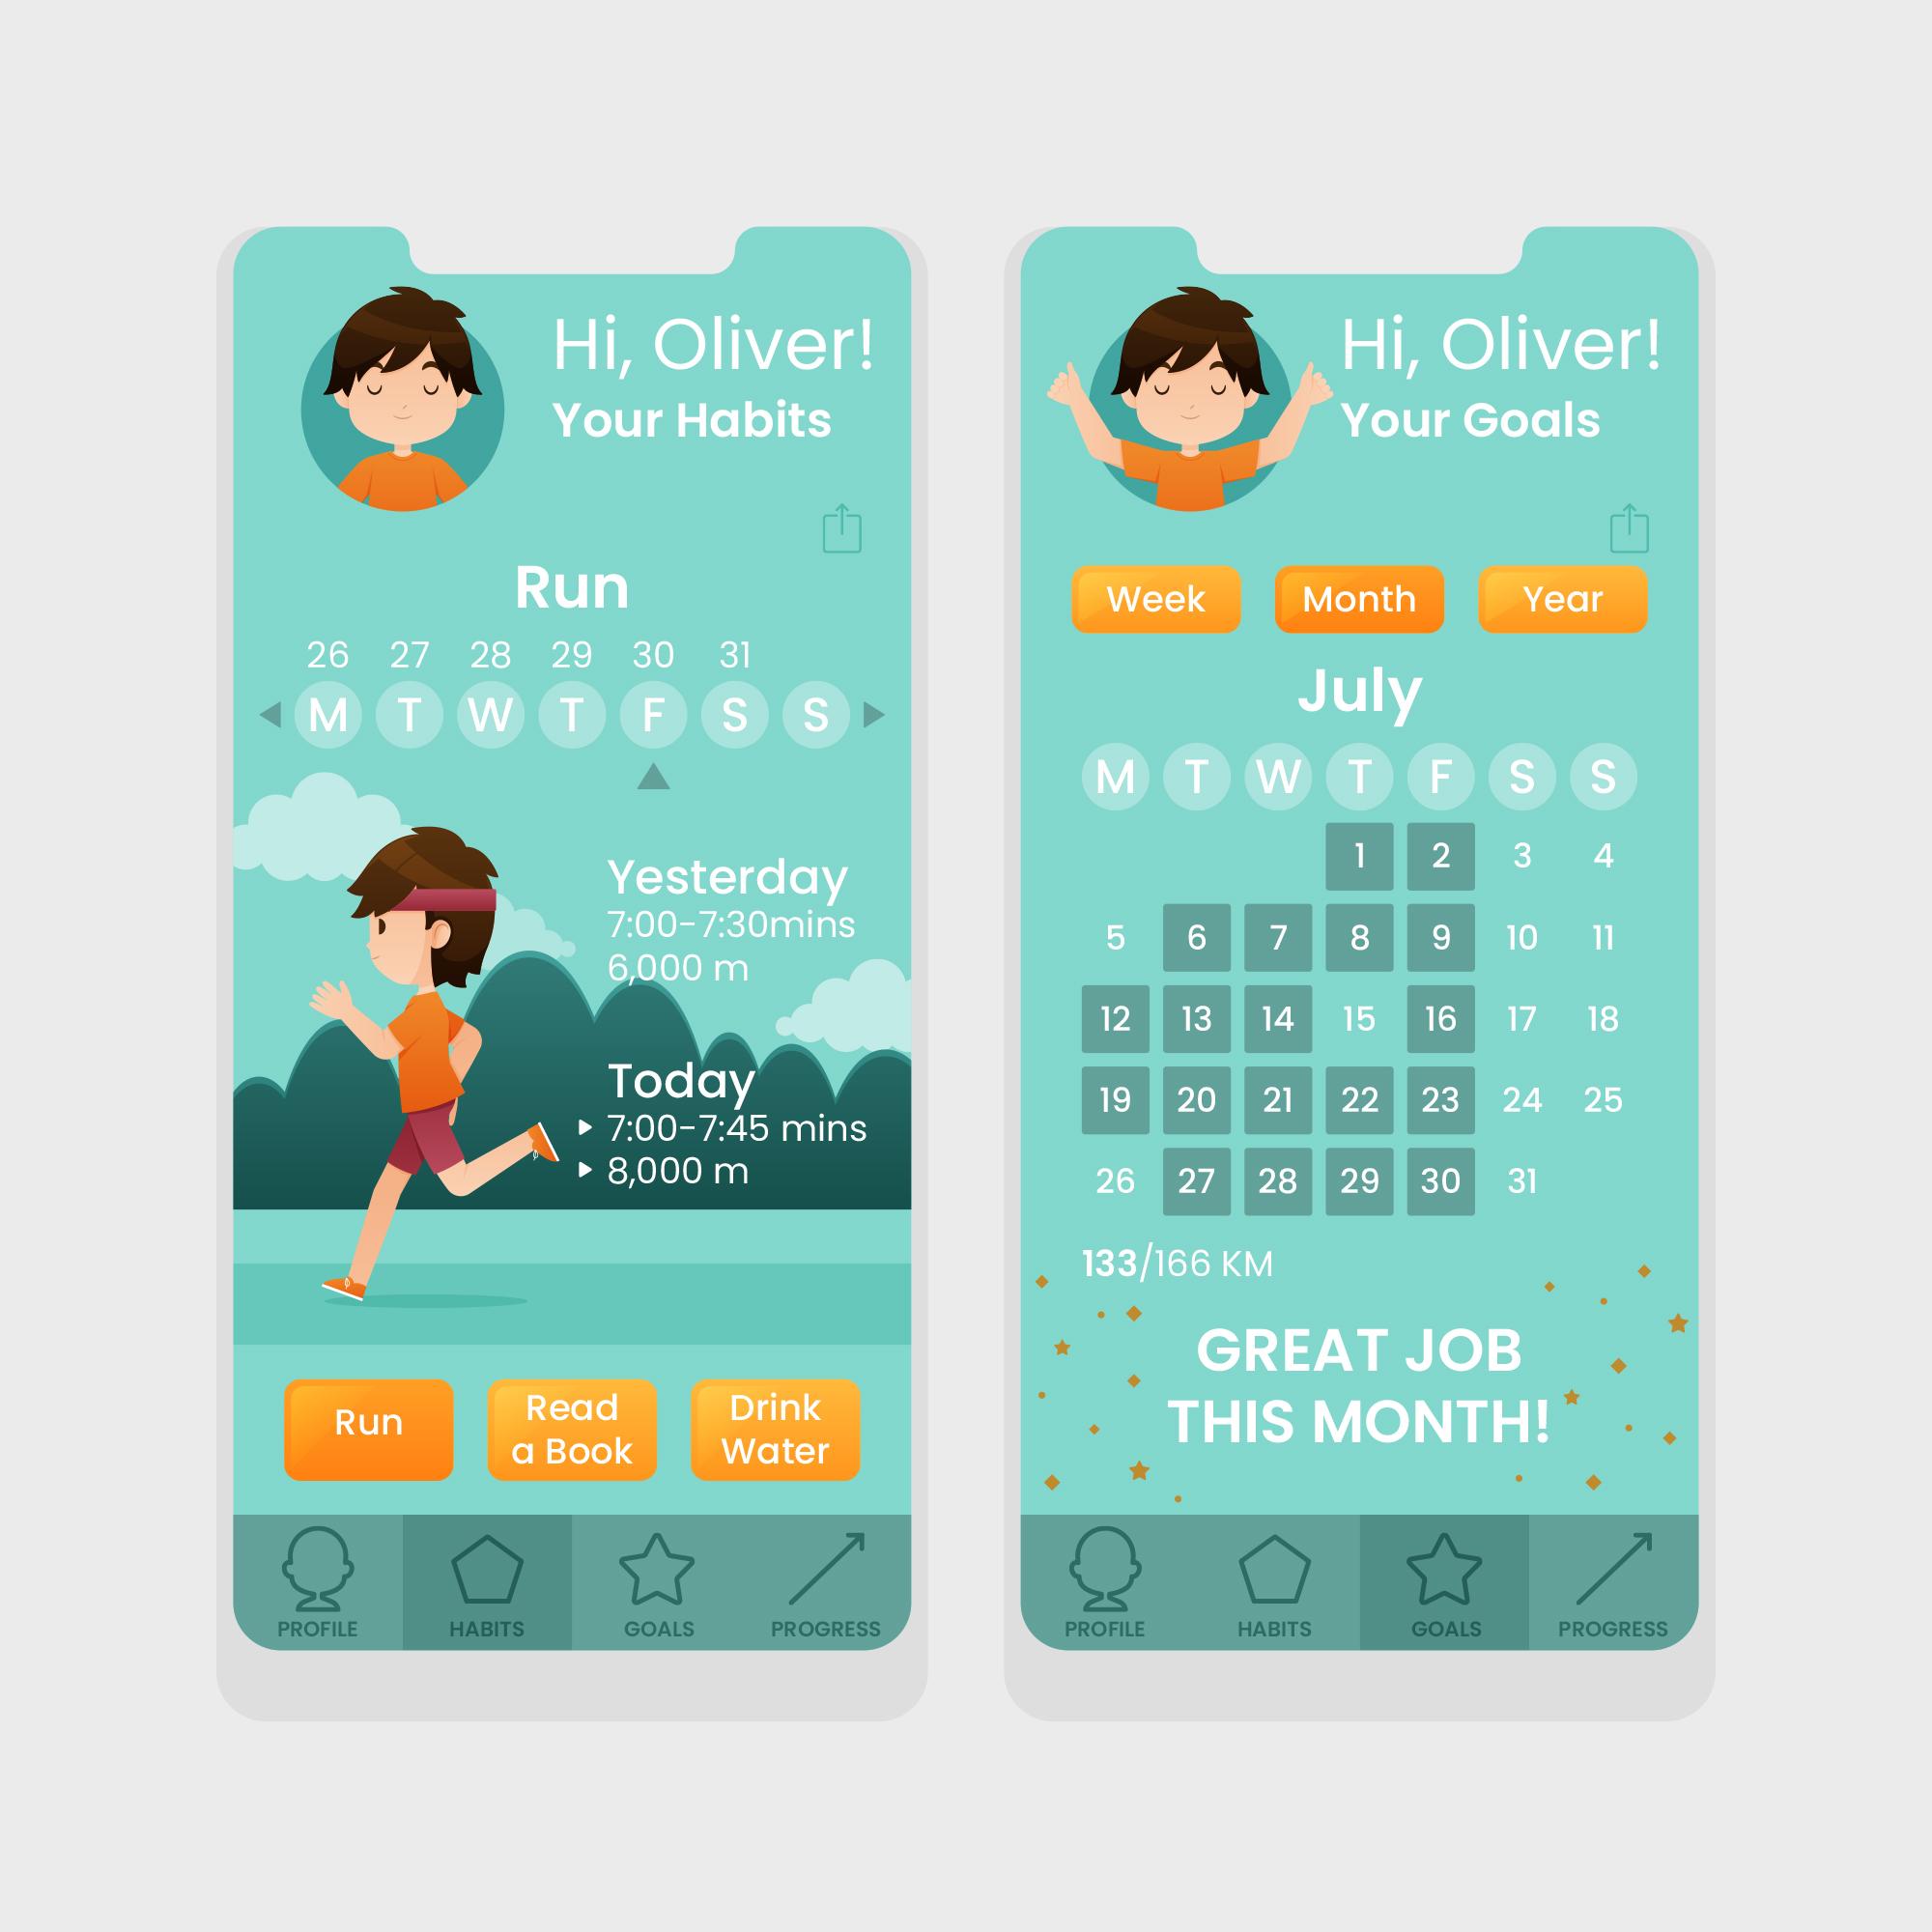 Hi, Oliver!
Your Habits
Run
26 27 28 29 30 31
M T W T F S S
Yesterday
7:00-7:30mins
6,000 m
Today
7:00-7:45 mins
8,000 m
Run
Read
a Book
Drink
Water
PROFILE HABITS GOALS PROGRESS
Hi, Oliver!
Your Goals
Week Month Year
July
M T W T F S S
1 2 3 4
5 6 7 8 9 10 11
12 13 14 15 16 17 18
19 20 21 22 23 24 25
26 27 28 29 30 31
133/166 KM
GREAT JOB
THIS MONTH!
PROFILE HABITS GOALS PROGRESS